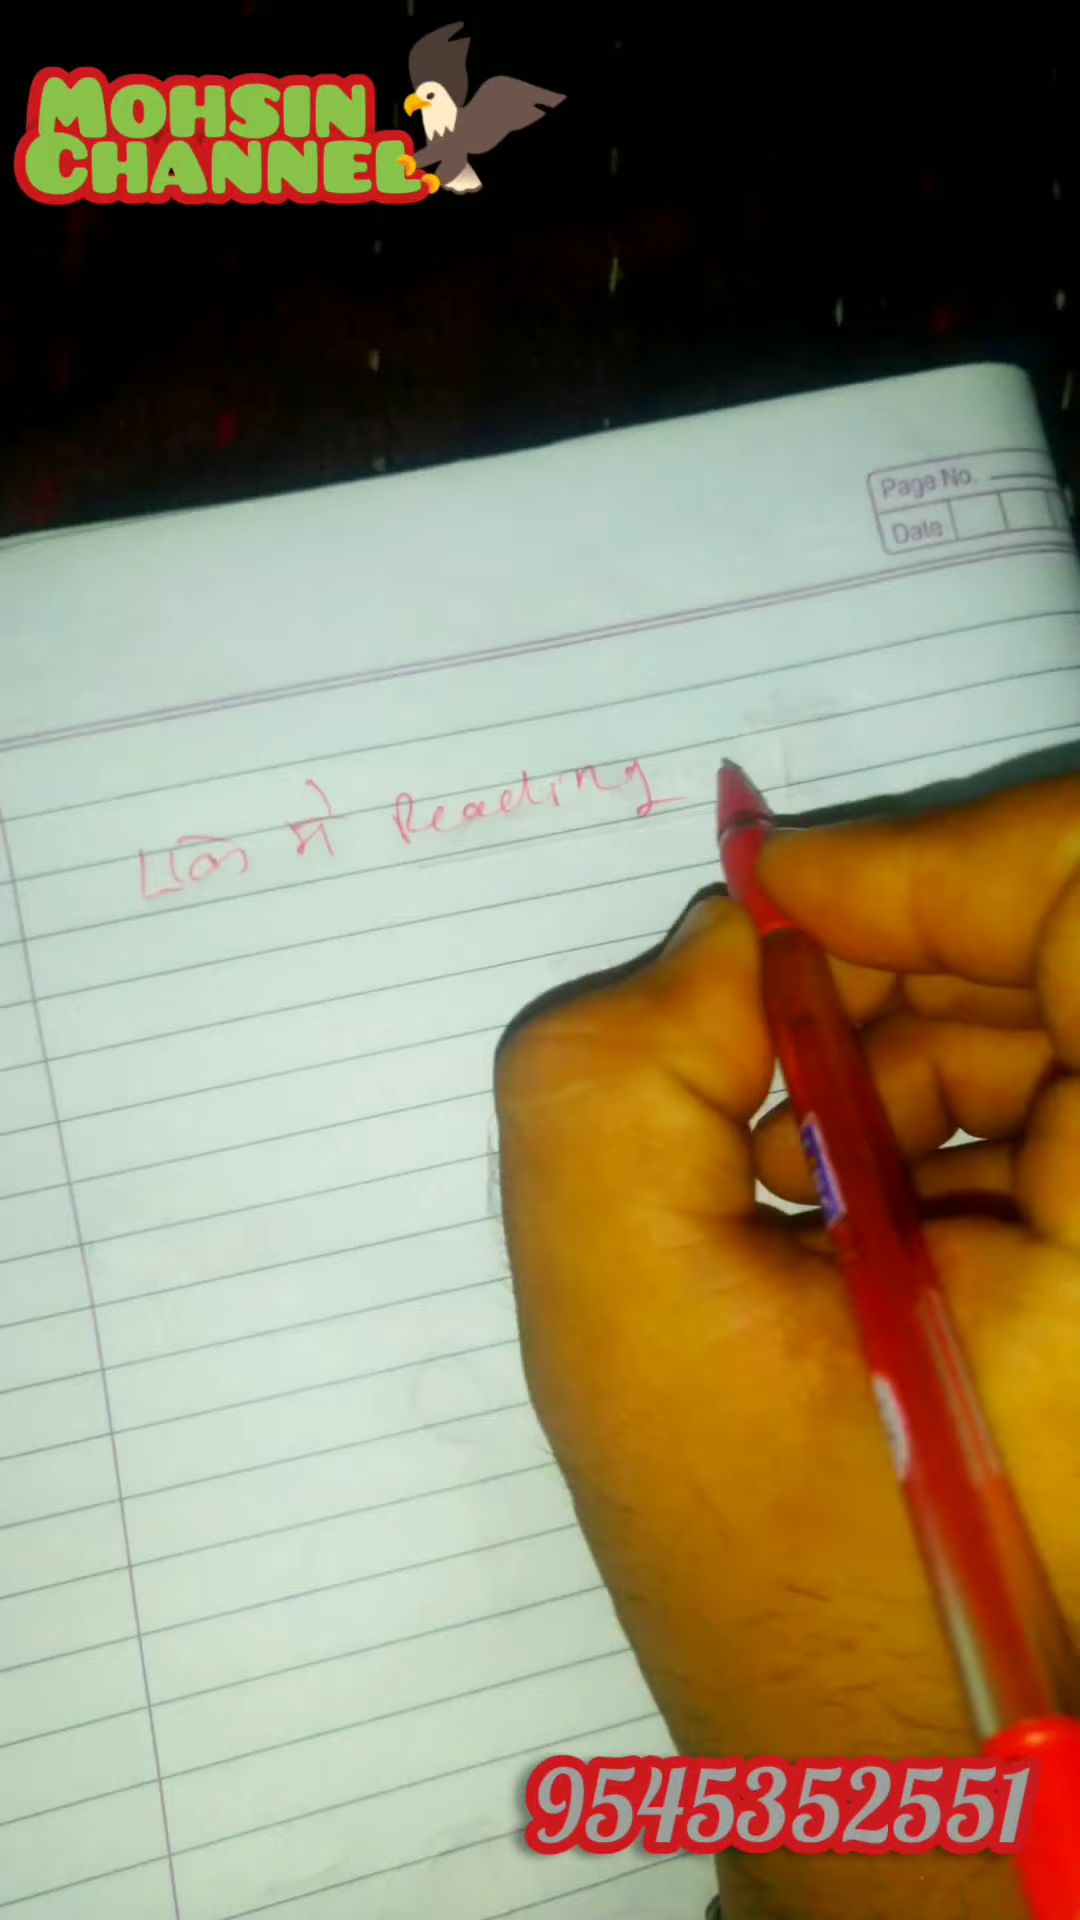 MOHSIN
CHANNEL
Page No.
Date
में Reading
9545352551